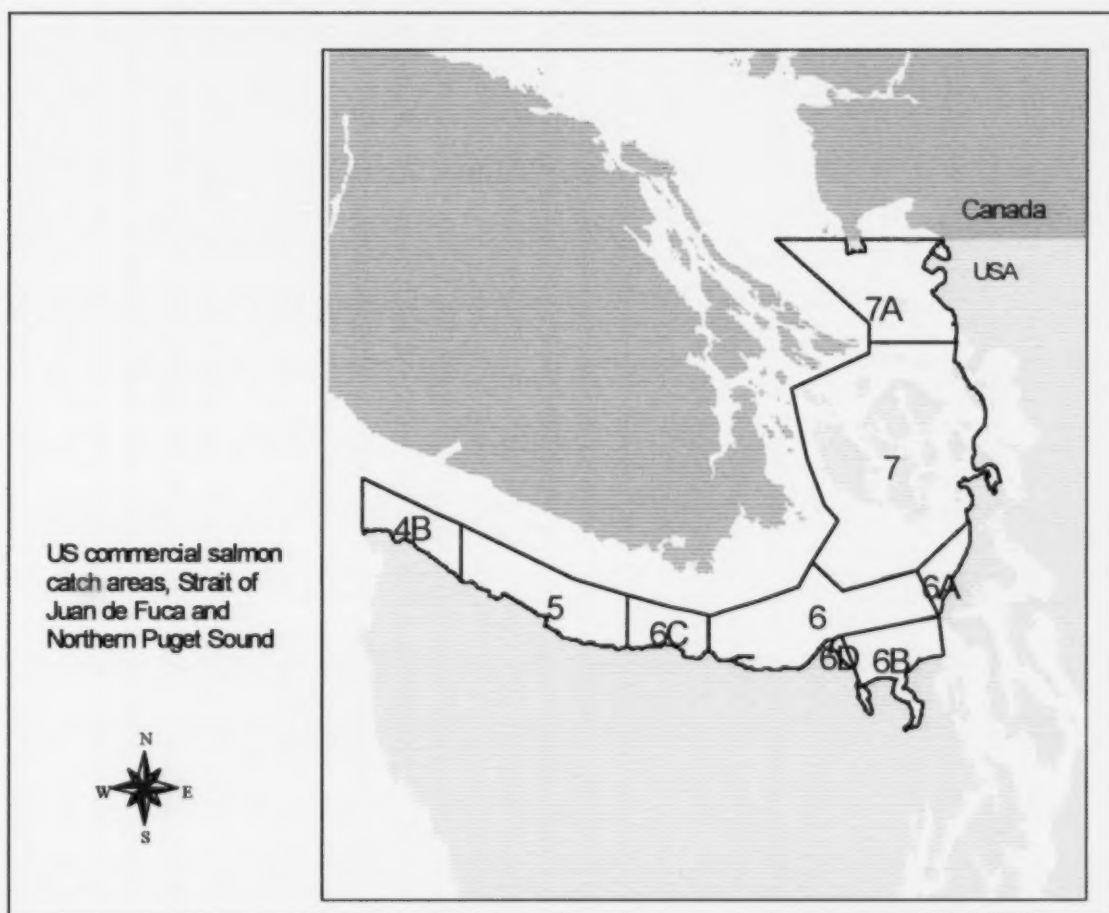 Canada
USA
7A
7
4B
5
6C
6
6A
6D
6B
US commercial salmon
catch areas, Strait of
Juan de Fuca and
Northern Puget Sound
N
W E
S